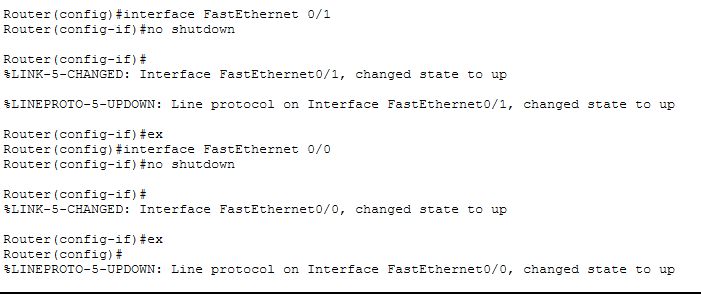 Router(config)#interface FastEthernet 0/1
Router(config-if)#no shutdown
Router(config-if)#
%LINK-5-CHANGED: Interface FastEthernet0/1, changed state to up
%LINEPROTO-5-UPDOWN: Line protocol on Interface FastEthernet0/1, changed state to up
Router(config-if)#ex
Router(config)#interface FastEthernet 0/0
Router(config-if)#no shutdown
Router(config-if)#
%LINK-5-CHANGED: Interface FastEthernet0/0, changed state to up
Router(config-if)#ex
Router(config)#
%LINEPROTO-5-UPDOWN: Line protocol on Interface FastEthernet0/0, changed state to up